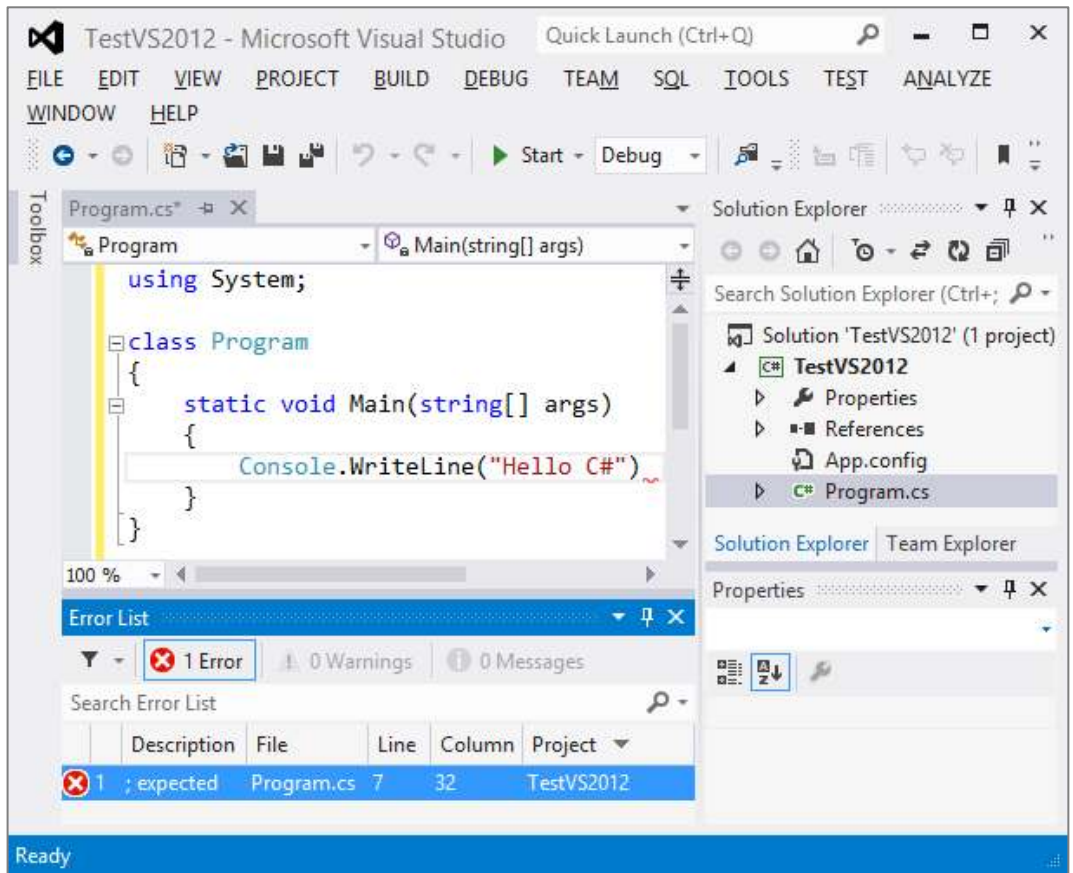 TestVS2012 - Microsoft Visual Studio Quick Launch (Ctrl+Q)
FILE EDIT VIEW PROJECT BUILD DEBUG TEAM SQL TOOLS TEST ANALYZE
WINDOW HELP
Start Debug
Toolbox
Program.cs*
Program Main(string[] args)
using System;
class Program
{
static void Main(string[] args)
{
Console.WriteLine("Hello C#")
}
}
100 %
Solution Explorer
Search Solution Explorer (Ctrl+;
Solution 'TestVS2012' (1 project)
C# TestVS2012
Properties
References
App.config
C# Program.cs
Solution Explorer Team Explorer
Properties
Error List
1 Error 0 Warnings 0 Messages
Search Error List
Description File Line Column Project
1 ; expected Program.cs 7 32 TestVS2012
Ready